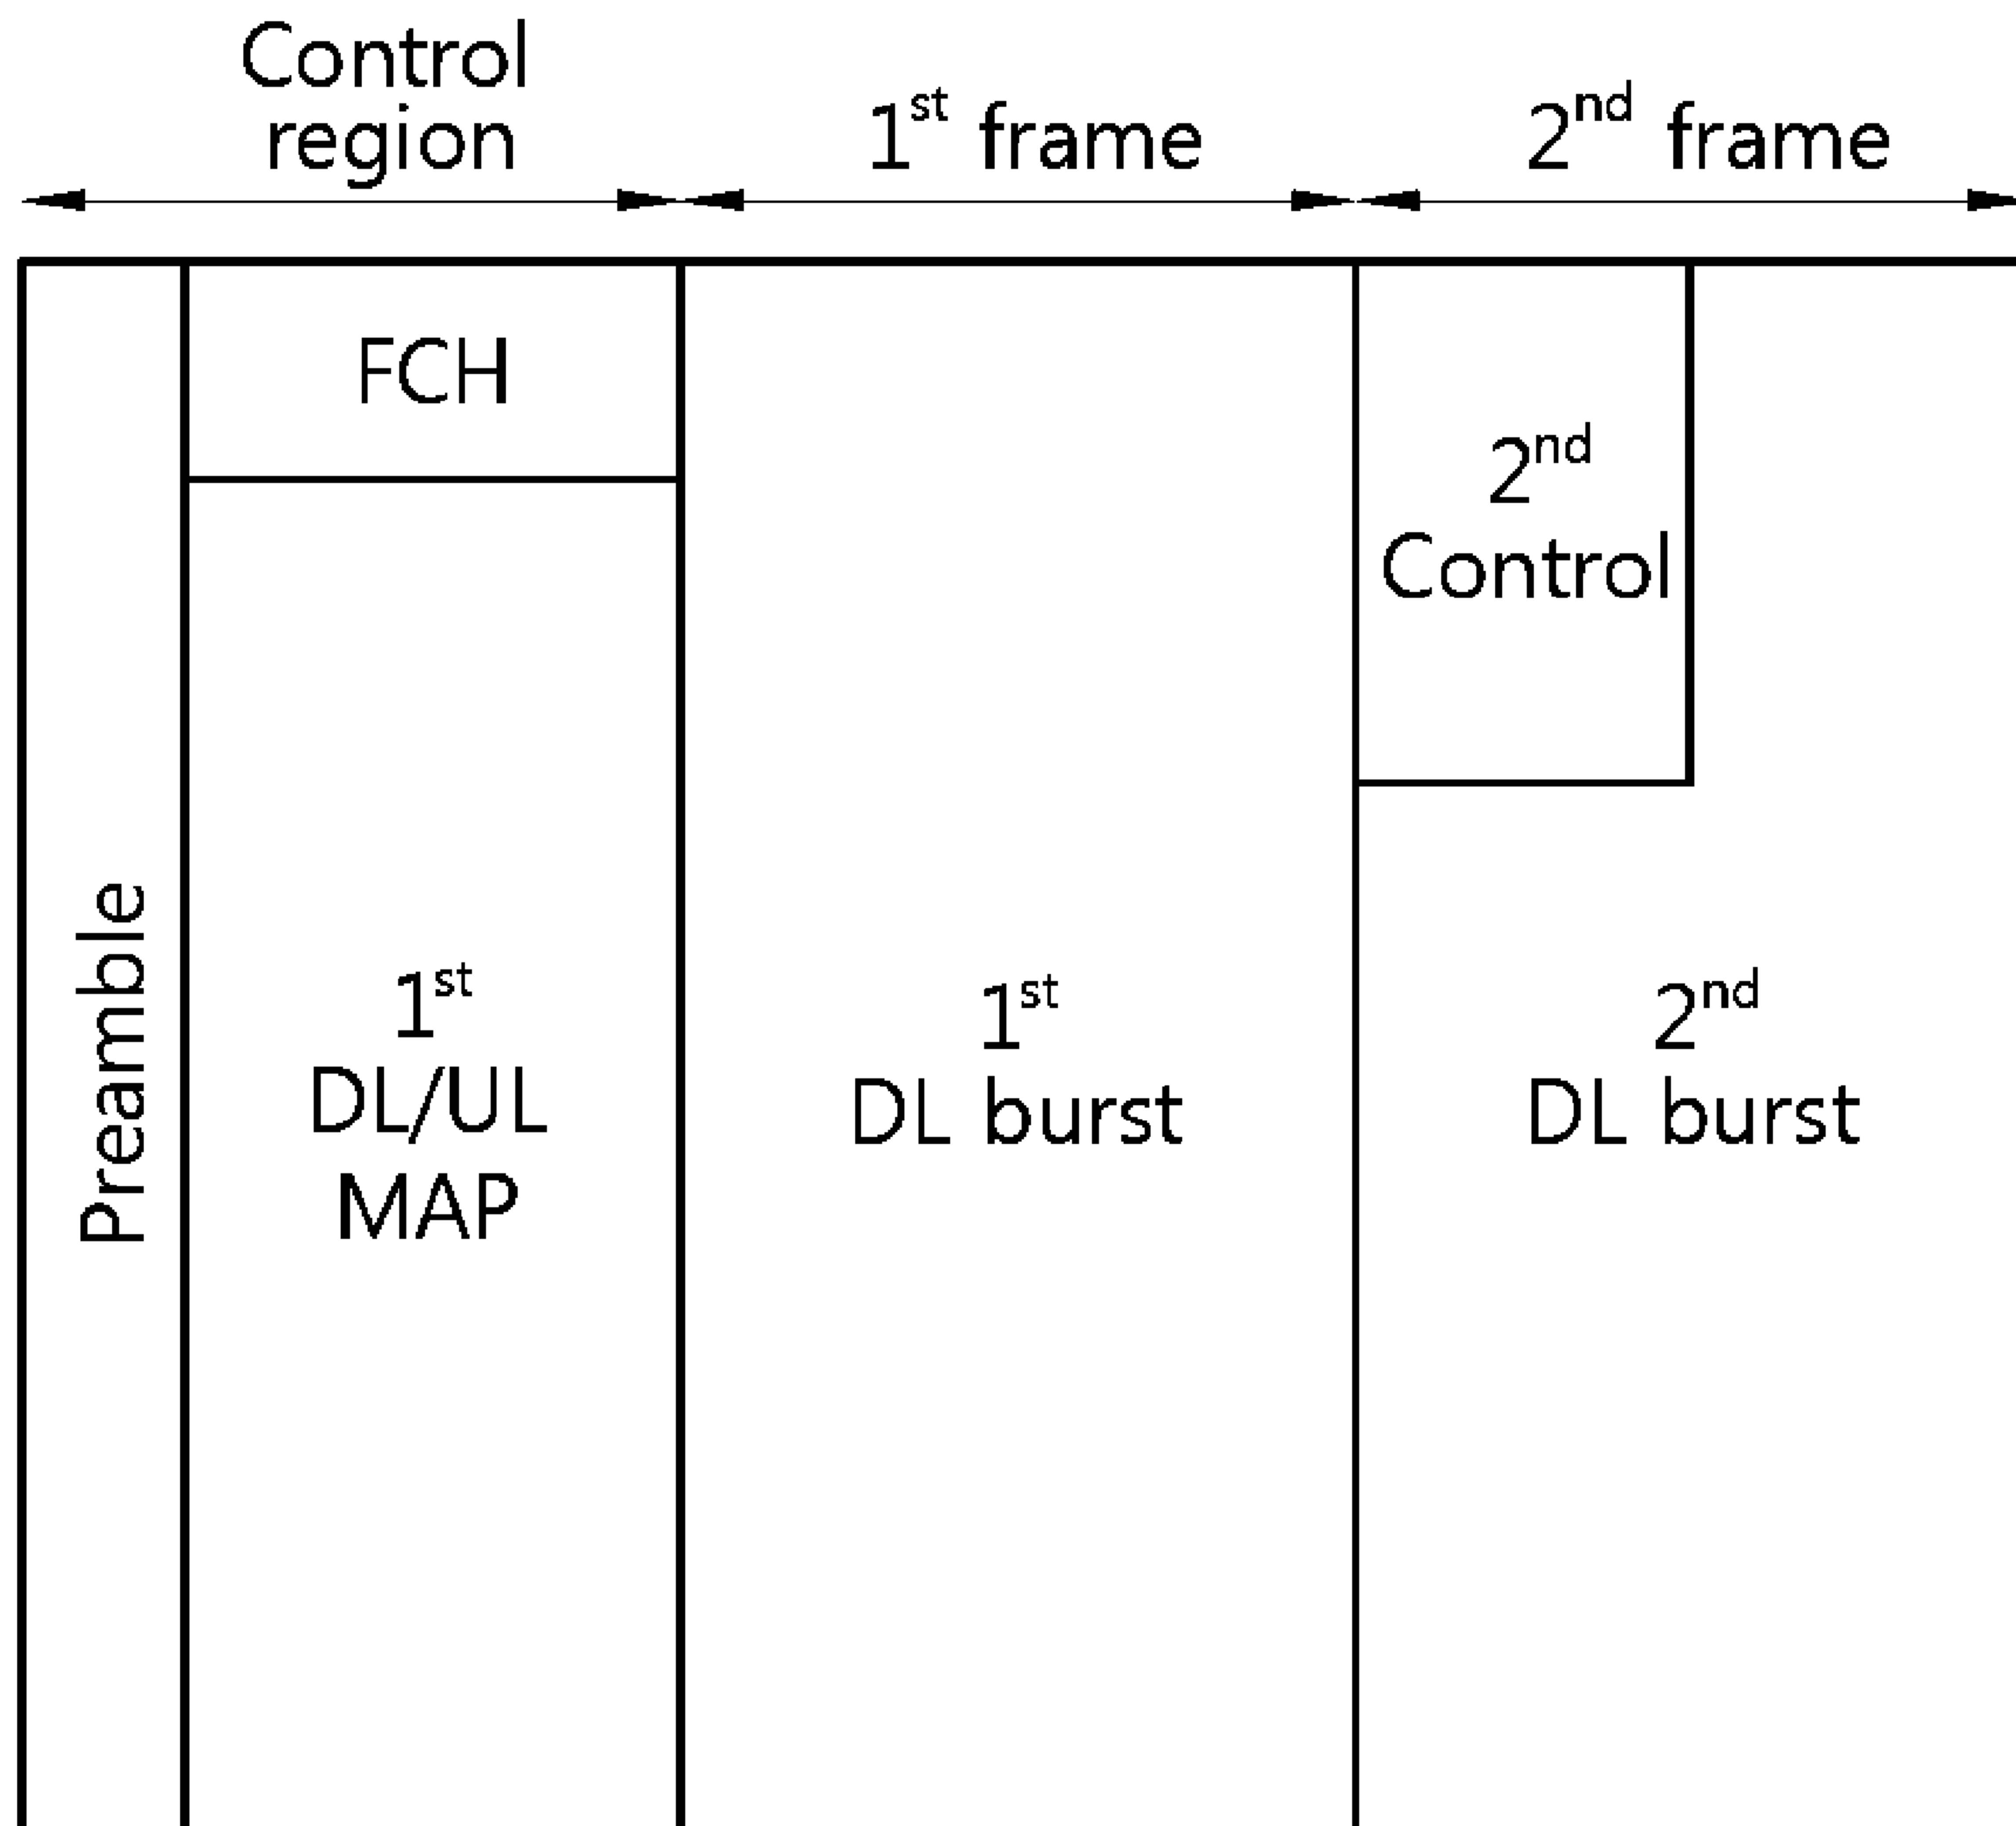 Control
region
1st frame
2nd frame
FCH
2nd
Control
Preamble
1st
DL/UL
MAP
1st
DL burst
2nd
DL burst